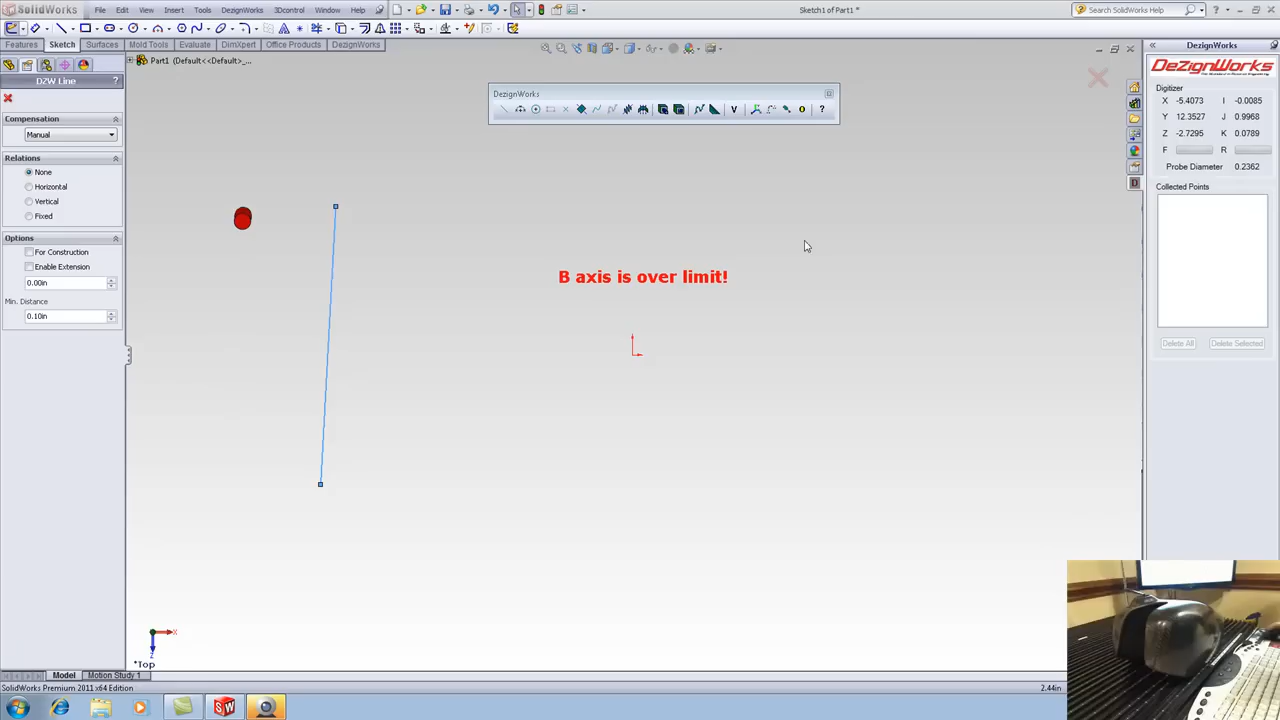 SolidWorks
File Edit View Insert Tools DezignWorks 3Dcontrol Window Help
Sketch1 of Part1 *
Search SolidWorks Help
Features Sketch Surfaces Mold Tools Evaluate DimXpert Office Products DezignWorks
Part1 (Default<<Default>_...
DZW Line ?
Compensation
Manual
Relations
None
Horizontal
Vertical
Fixed
Options
For Construction
Enable Extension
0.00in
Min. Distance
0.10in
DezignWorks
V ?
B axis is over limit!
X
Z
*Top
DezignWorks
DEZIGNWORKS
Digitizer
X -5.4073 I -0.0085
Y 12.3527 J 0.9968
Z -2.7295 K 0.0789
F R
Probe Diameter 0.2362
Collected Points
Delete All Delete Selected
Model Motion Study 1
SolidWorks Premium 2011 x64 Edition
2.44in